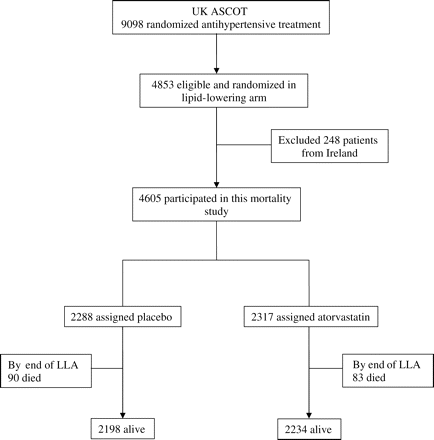 UK ASCOT
9098 randomized antihypertensive treatment
4853 eligible and randomized in
lipid-lowering arm
Excluded 248 patients
from Ireland
4605 participated in this mortality
study
2288 assigned placebo
2317 assigned atorvastatin
By end of LLA
90 died
By end of LLA
83 died
2198 alive
2234 alive